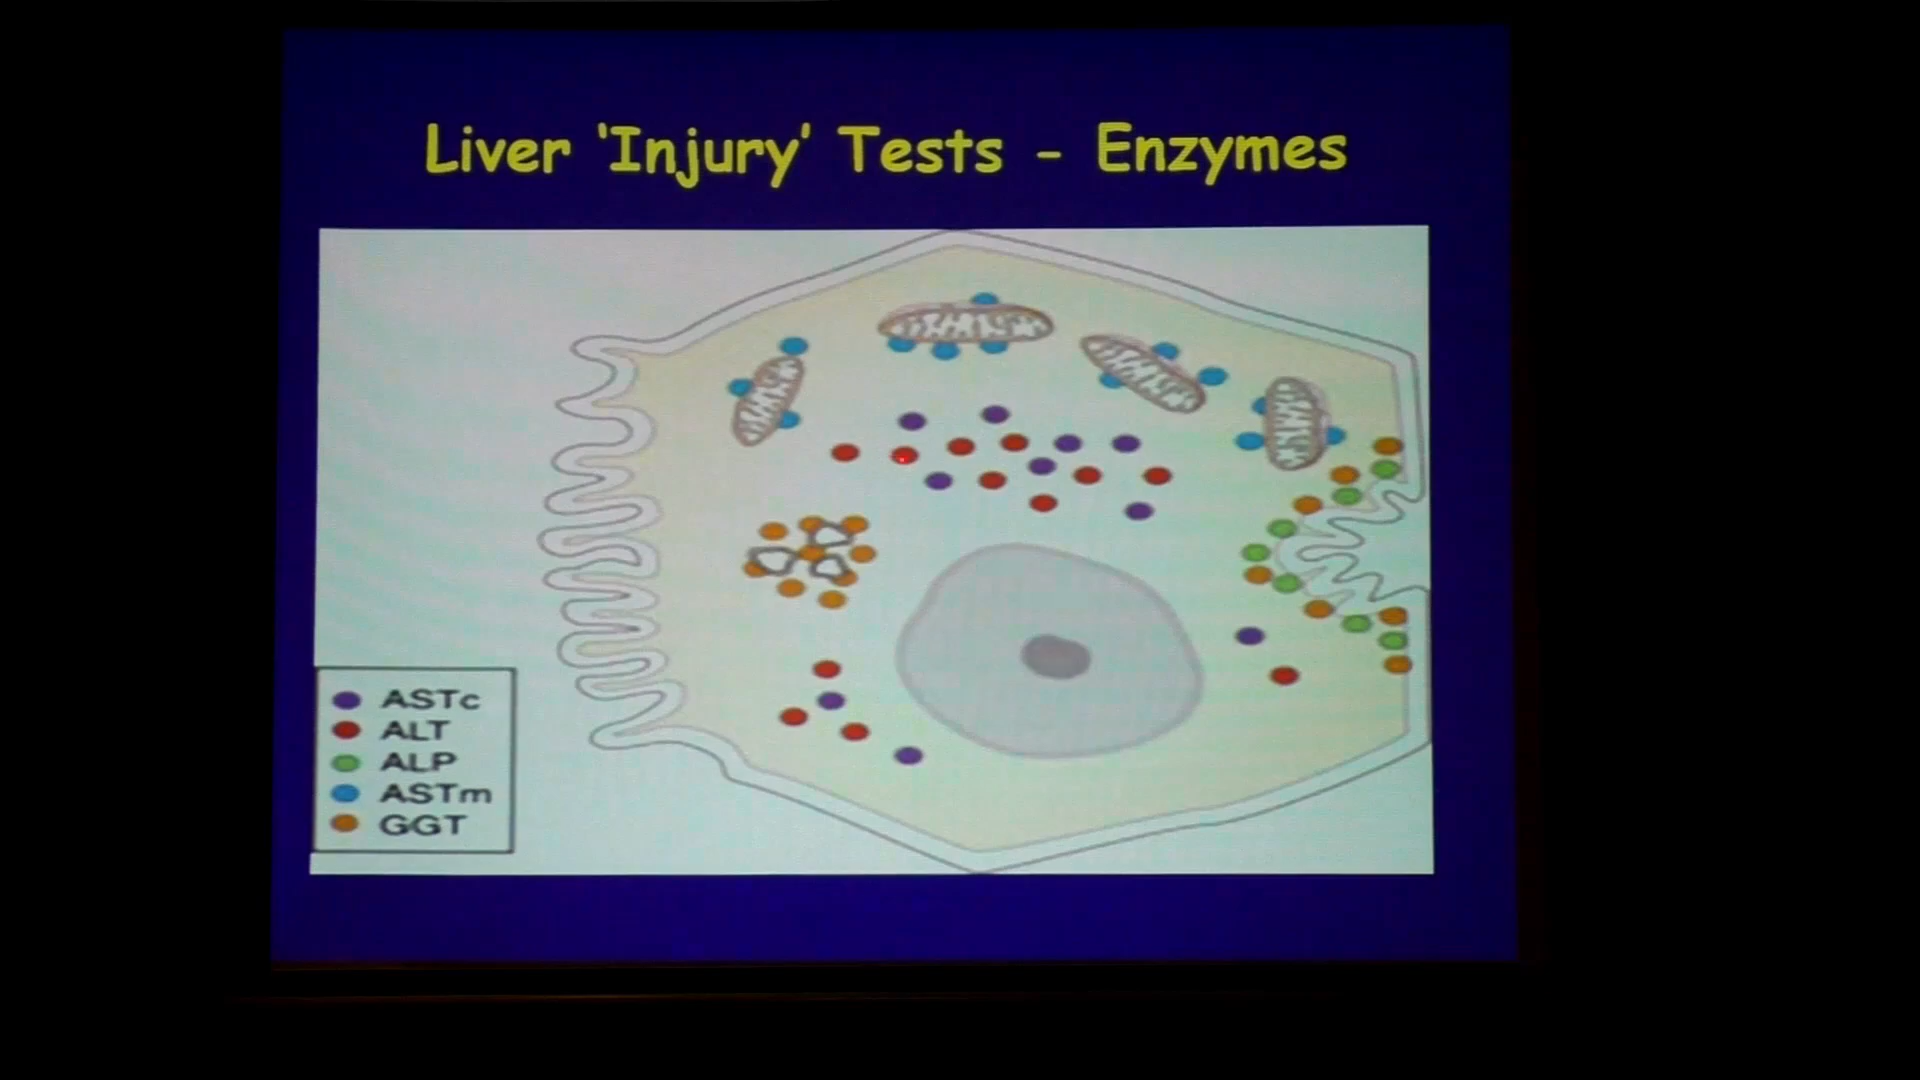 Liver ‘Injury’ Tests - Enzymes
ASTc
ALT
ALP
ASTm
GGT